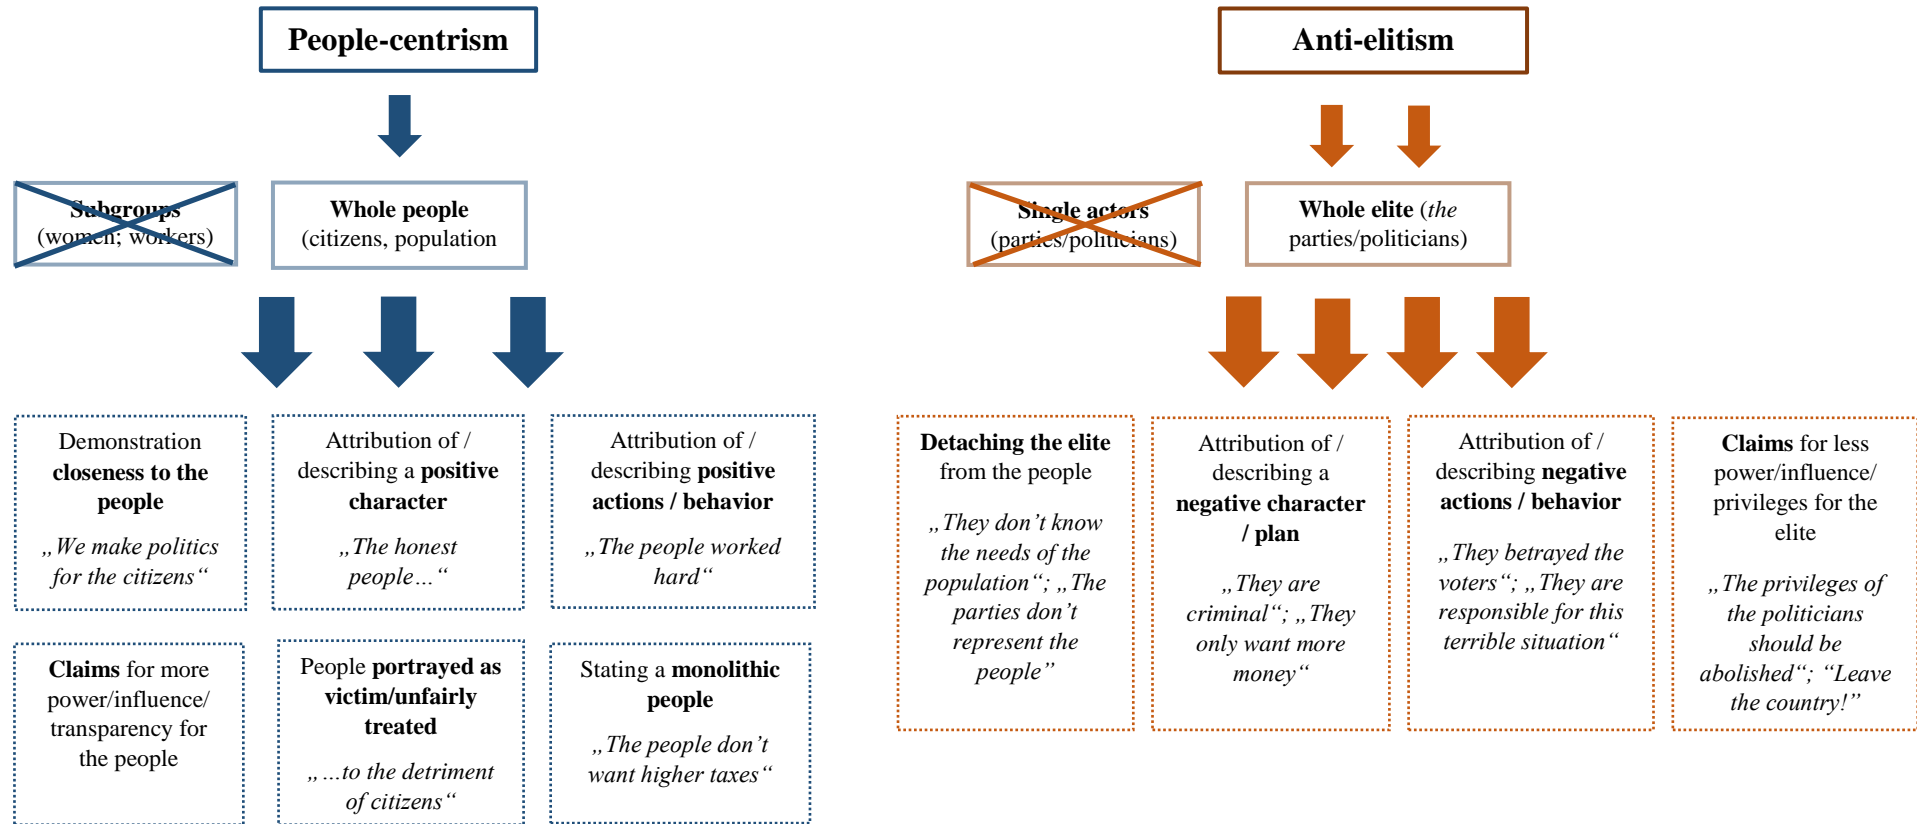 People-centrism
Subgroups
(women; workers)
Whole people
(citizens, population
Demonstration
closeness to the
people
„We make politics
for the citizens“
Attribution of /
describing a positive
character
„The honest
people…“
Attribution of /
describing positive
actions / behavior
„The people worked
hard“
Claims for more
power/influence/
transparency for
the people
People portrayed as
victim/unfairly
treated
„…to the detriment
of citizens“
Stating a monolithic
people
„The people don’t
want higher taxes“
Anti-elitism
Single actors
(parties/politicians)
Whole elite (the
parties/politicians)
Detaching the elite
from the people
„They don’t know
the needs of the
population“; „The
parties don’t
represent the
people”
Attribution of /
describing a
negative character
/ plan
„They are
criminal“; „They
only want more
money“
Attribution of /
describing negative
actions / behavior
„They betrayed the
voters“; „They are
responsible for this
terrible situation“
Claims for less
power/influence/
privileges for the
elite
„The privileges of
the politicians
should be
abolished“; “Leave
the country!”